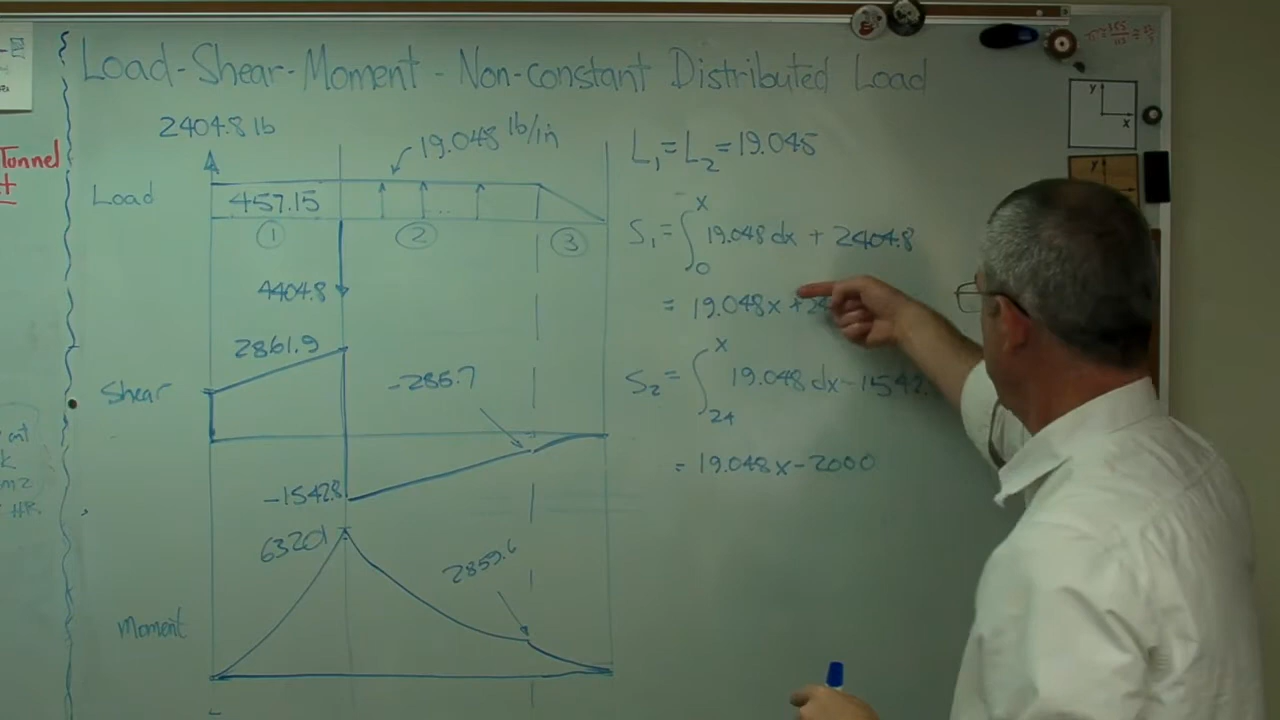 Load-Shear-Moment - Non-constant Distributed Load
2404.8 lb
19.048 lb/in
Load
457.15
1
2
3
4404.8
Shear
2861.9
-285.7
-1542.8
Moment
63201
2859.6
L₁=L₂=19.048
S₁ = ∫₀ˣ 19.048 dx + 2404.8
= 19.048x +
S₂ = ∫₂₄ˣ 19.048 dx - 1542.
= 19.048x - 2000
Tunnel
y
x
y